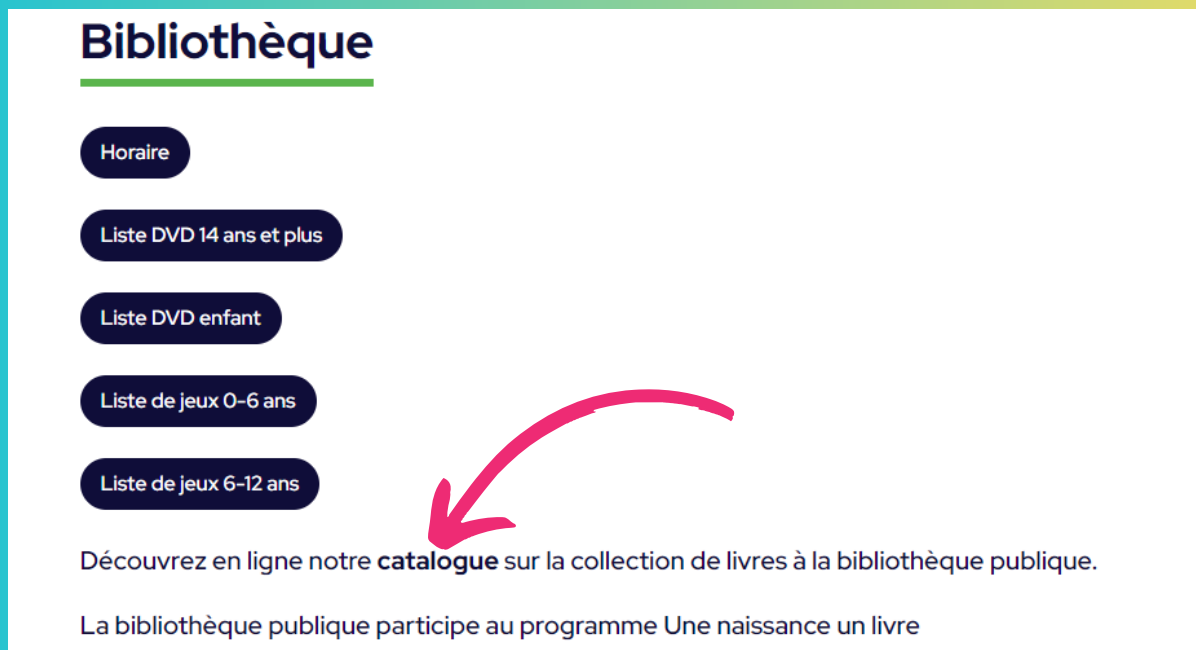 Bibliothèque
Horaire
Liste DVD 14 ans et plus
Liste DVD enfant
Liste de jeux 0-6 ans
Liste de jeux 6-12 ans
Découvrez en ligne notre catalogue sur la collection de livres à la bibliothèque publique.
La bibliothèque publique participe au programme Une naissance un livre